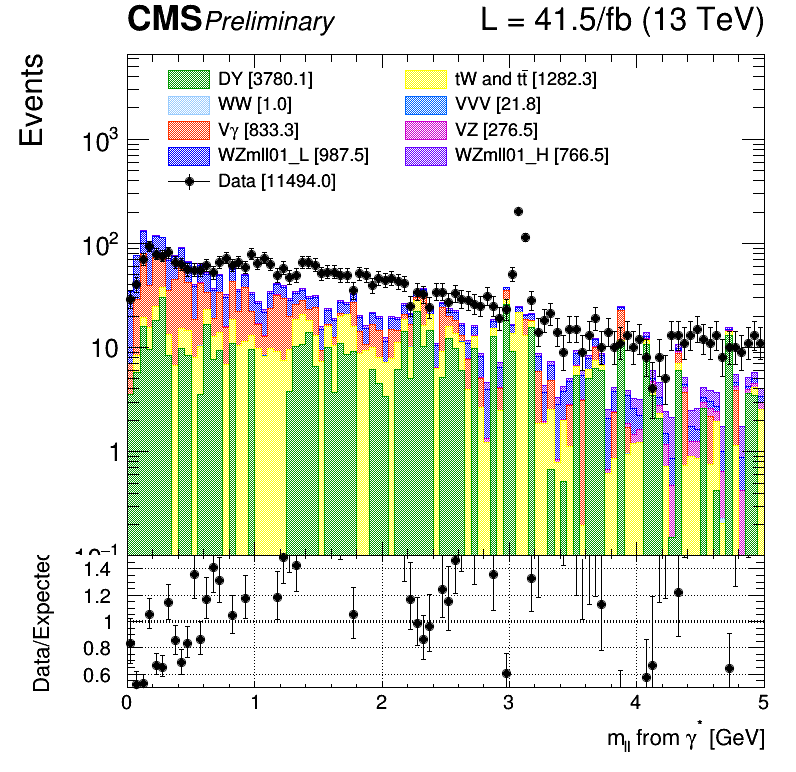 CMS Preliminary L = 41.5/fb (13 TeV)
Events
DY [3780.1] tW and tt̄ [1282.3]
WW [1.0] VVV [21.8]
Vγ [833.3] VZ [276.5]
WZmll01_L [987.5] WZmll01_H [766.5]
Data [11494.0]
10³
10²
10
1
10⁻¹
Data/Expected
1.4
1.2
1
0.8
0.6
0 1 2 3 4 5
m_ll from γ* [GeV]